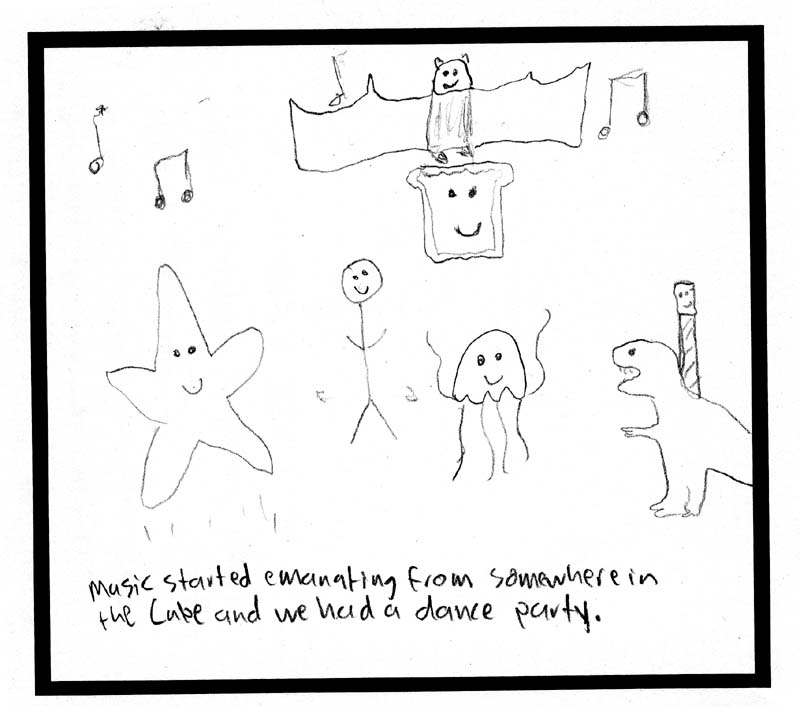 Music started emanating from somewhere in
the Cube and we had a dance party.